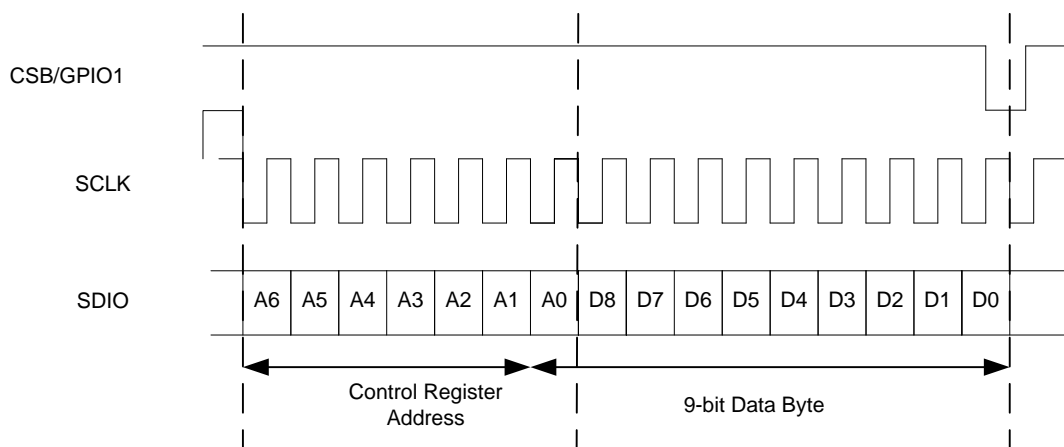 CSB/GPIO1
SCLK
SDIO
A6 A5 A4 A3 A2 A1 A0 D8 D7 D6 D5 D4 D3 D2 D1 D0
Control Register
Address
9-bit Data Byte